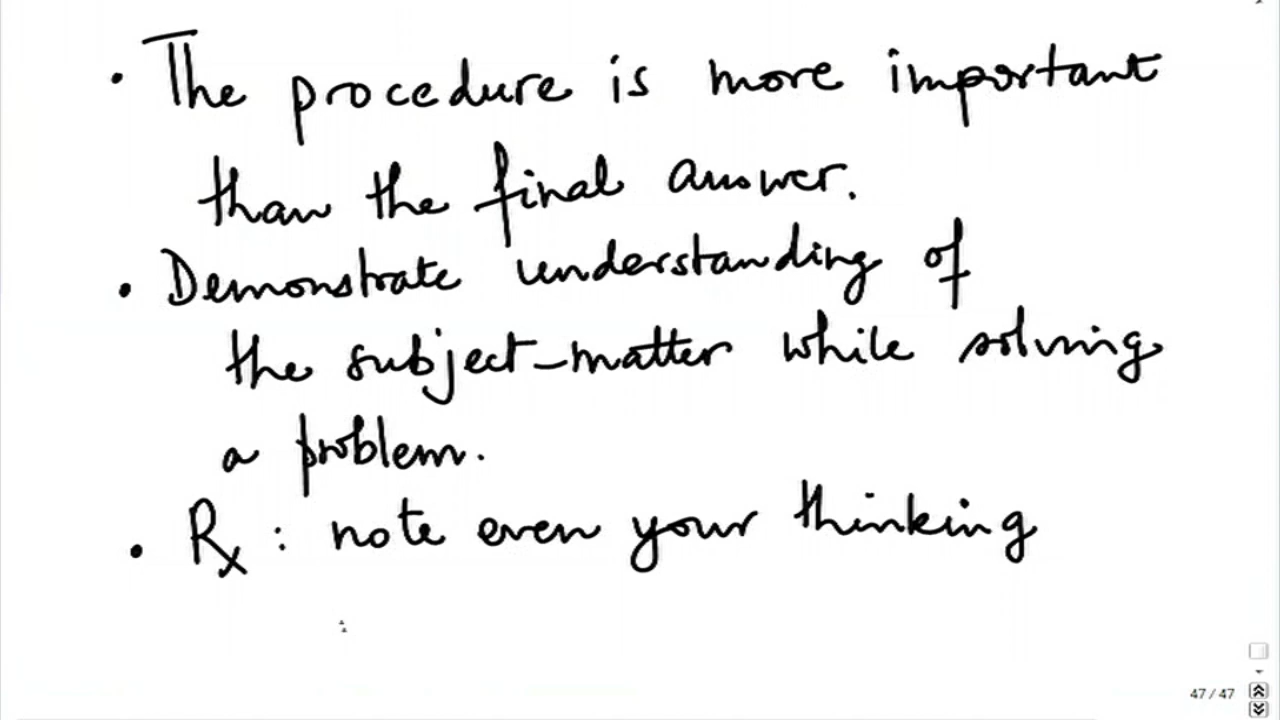 • The procedure is more important
than the final answer.
• Demonstrate understanding of
the subject-matter while solving
a problem.
• Rx : note even your thinking
47 / 47